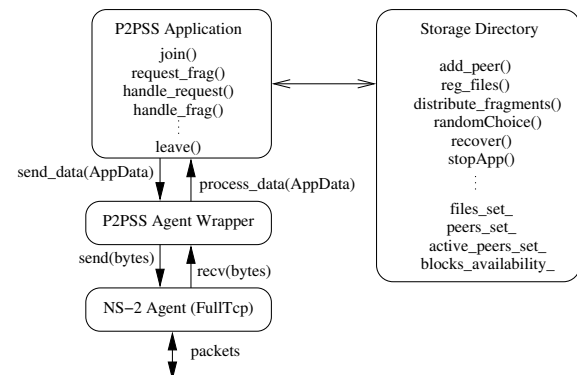 P2PSS Application
join()
request_frag()
handle_request()
handle_frag()
leave()
send_data(AppData)
process_data(AppData)
P2PSS Agent Wrapper
send(bytes)
recv(bytes)
NS−2 Agent (FullTcp)
packets
Storage Directory
add_peer()
reg_files()
distribute_fragments()
randomChoice()
recover()
stopApp()
files_set_
peers_set_
active_peers_set_
blocks_availability_